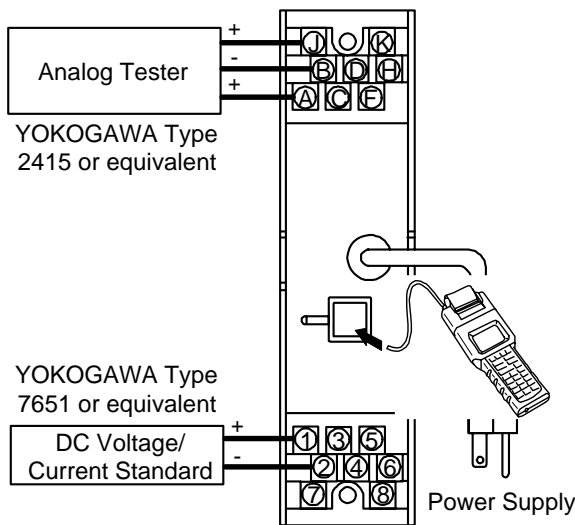 +
-
+
Analog Tester
YOKOGAWA Type
2415 or equivalent
J K
B D H
A C F
YOKOGAWA Type
7651 or equivalent
+
-
DC Voltage/
Current Standard
1 3 5
2 4 6
7 8
Power Supply